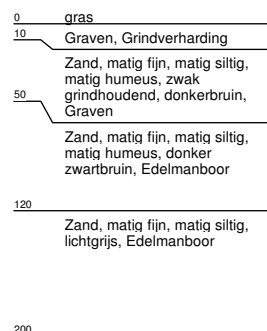 0 gras
10 Graven, Grindverharding
Zand, matig fijn, matig siltig,
matig humeus, zwak
grindhoudend, donkerbruin,
50 Graven
Zand, matig fijn, matig siltig,
matig humeus, donker
zwartbruin, Edelmanboor
120
Zand, matig fijn, matig siltig,
lichtgrijs, Edelmanboor
200